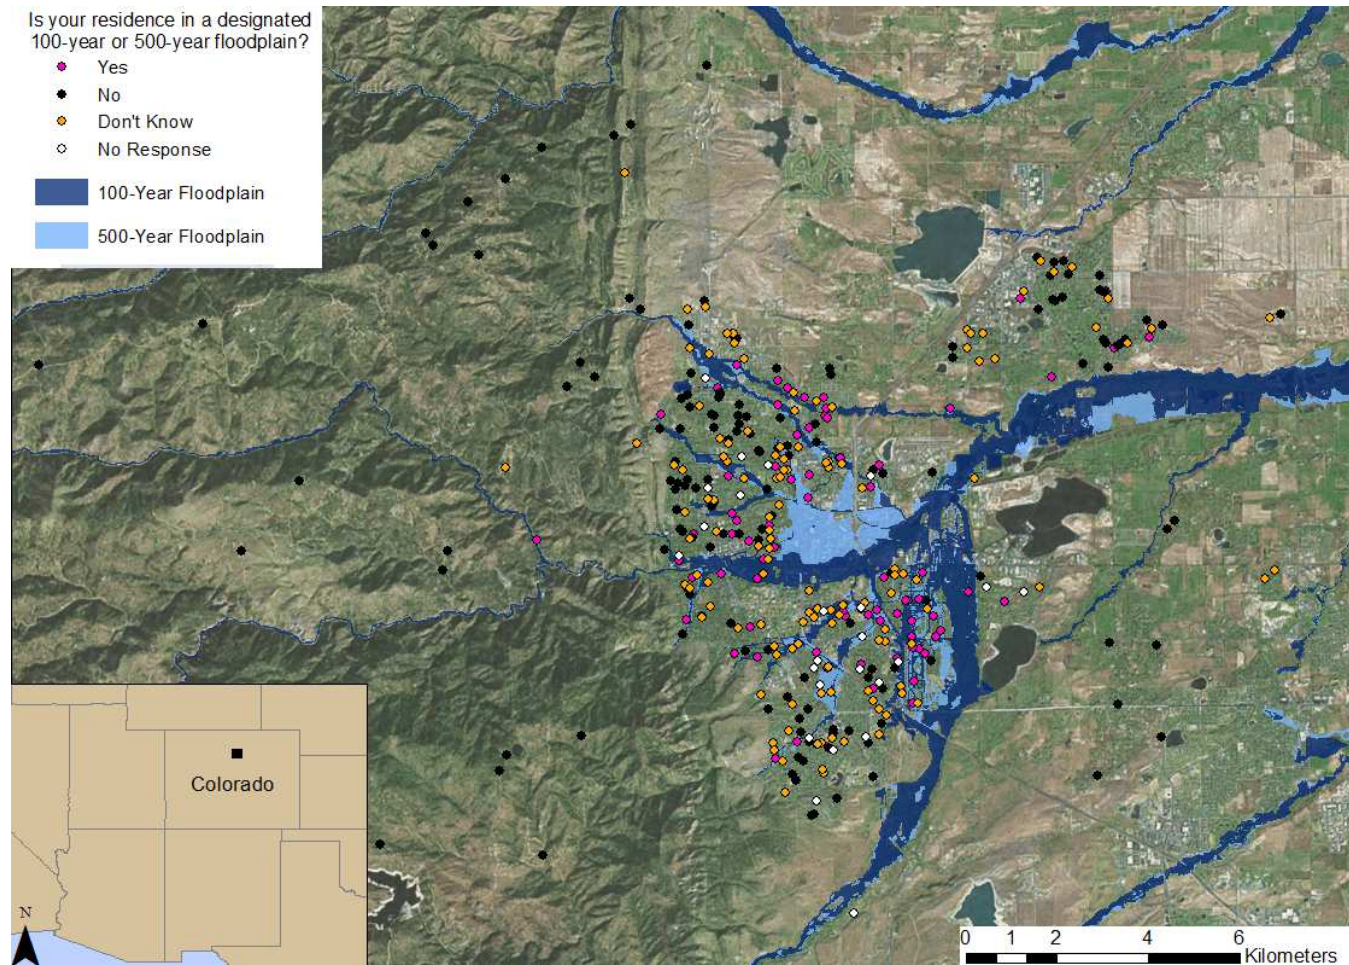 Is your residence in a designated
100-year or 500-year floodplain?
Yes
No
Don't Know
No Response
100-Year Floodplain
500-Year Floodplain
Colorado
N
0 1 2 4 6
Kilometers